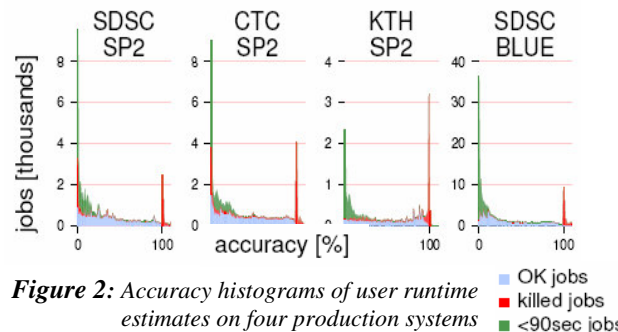 SDSC SP2
CTC SP2
KTH SP2
SDSC BLUE
jobs [thousands]
8
6
4
2
0
8
6
4
2
0
4
3
2
1
0
40
30
20
10
0
0 100
0 100
100
0 100
accuracy [%]
Figure 2: Accuracy histograms of user runtime
estimates on four production systems
OK jobs
killed jobs
<90sec jobs